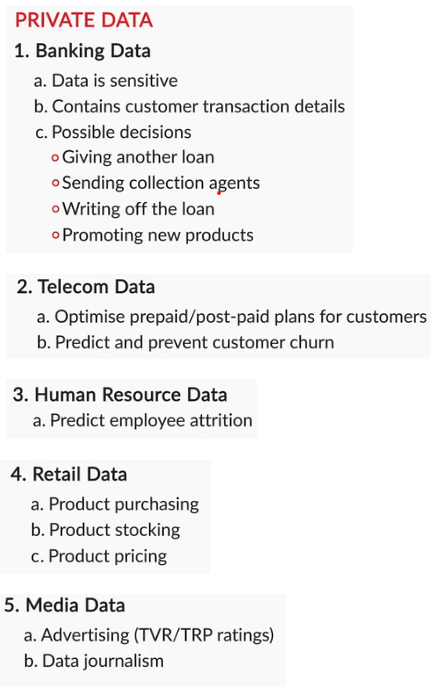 PRIVATE DATA
1. Banking Data
a. Data is sensitive
b. Contains customer transaction details
c. Possible decisions
Giving another loan
Sending collection agents
Writing off the loan
Promoting new products
2. Telecom Data
a. Optimise prepaid/post-paid plans for customers
b. Predict and prevent customer churn
3. Human Resource Data
a. Predict employee attrition
4. Retail Data
a. Product purchasing
b. Product stocking
c. Product pricing
5. Media Data
a. Advertising (TVR/TRP ratings)
b. Data journalism